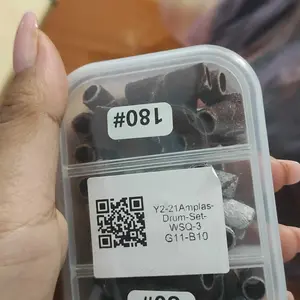 180#
Y2-21Amplas-
Drum-Set-
WSQ-3
G11-B10